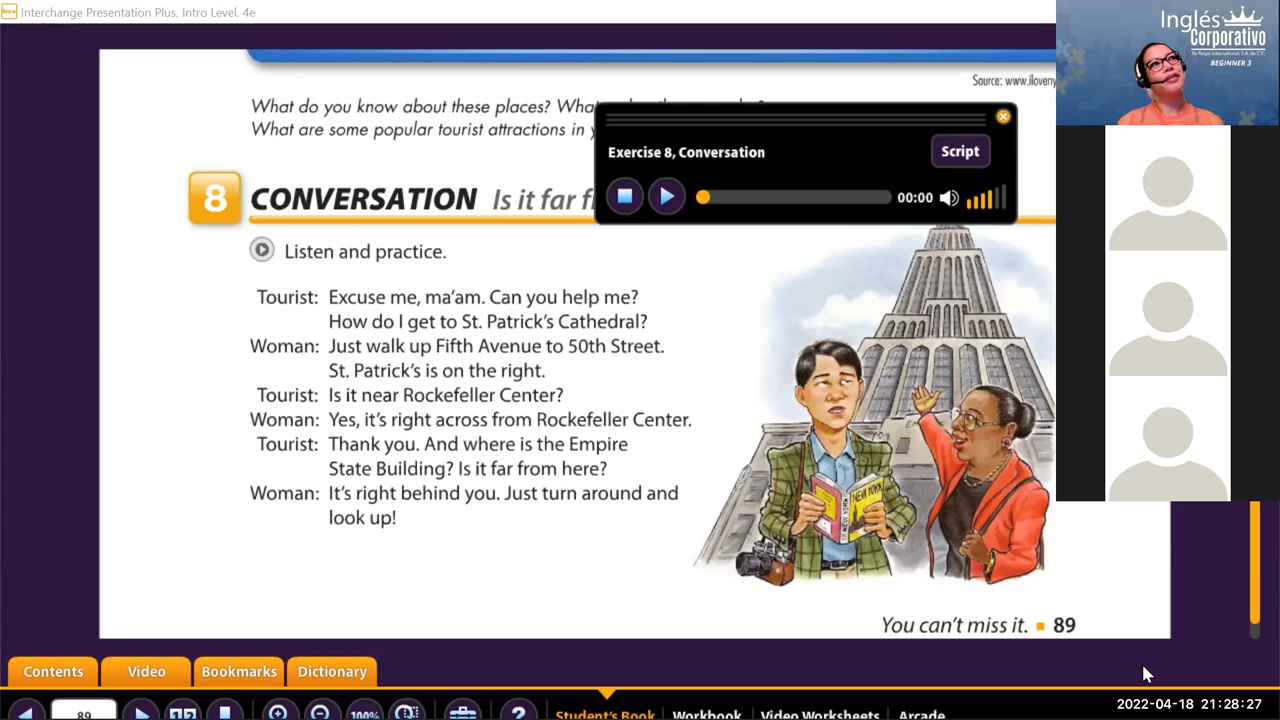 Interchange Presentation Plus, Intro Level, 4e
Inglés
Corporativo
By Regal International, S.A. de C.V.
BEGINNER 3
Source: www.iloveny
What do you know about these places?
What are some popular tourist attractions in y
Exercise 8, Conversation
Script
00:00
8 CONVERSATION Is it far f
Listen and practice.
Tourist: Excuse me, ma'am. Can you help me?
How do I get to St. Patrick's Cathedral?
Woman: Just walk up Fifth Avenue to 50th Street.
St. Patrick's is on the right.
Tourist: Is it near Rockefeller Center?
Woman: Yes, it's right across from Rockefeller Center.
Tourist: Thank you. And where is the Empire
State Building? Is it far from here?
Woman: It's right behind you. Just turn around and
look up!
NEW YORK
You can't miss it. 89
Contents Video Bookmarks Dictionary
89 100% ?
Student's Book Workbook Video Worksheets Arcade
2022-04-18 21:28:27